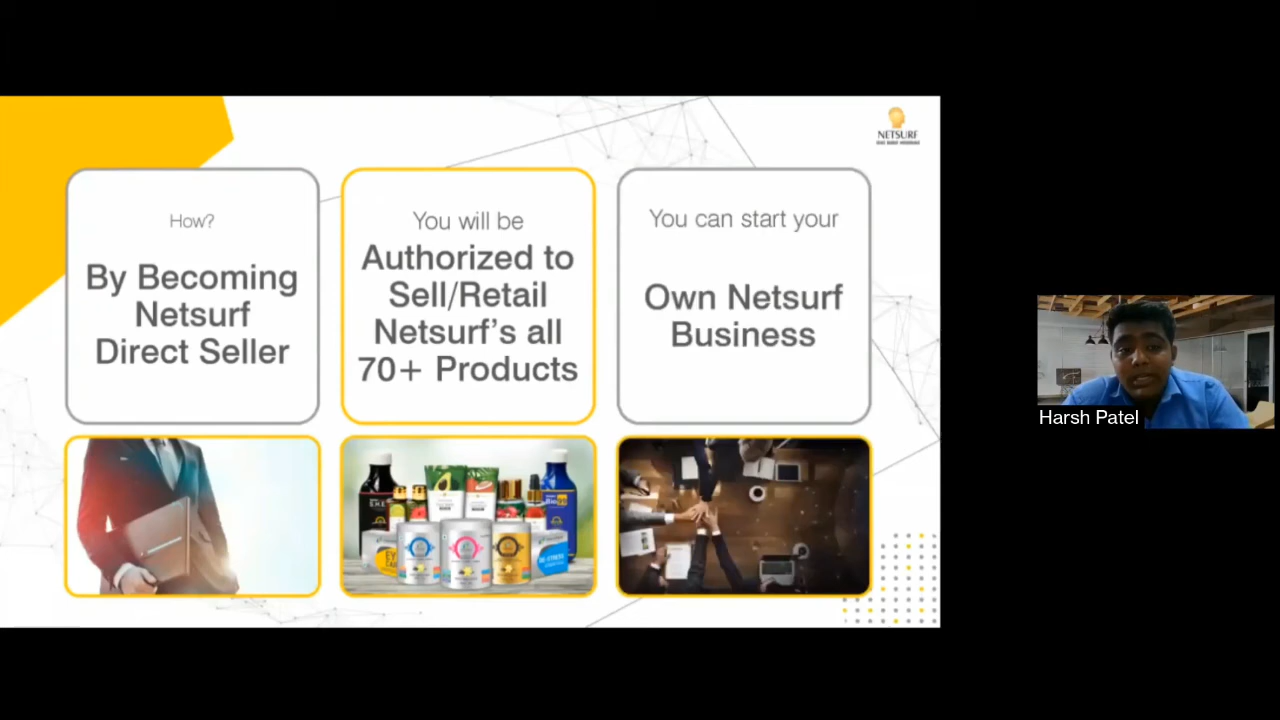 NETSURF
How?
By Becoming
Netsurf
Direct Seller
You will be
Authorized to
Sell/Retail
Netsurf's all
70+ Products
You can start your
Own Netsurf
Business
Harsh Patel